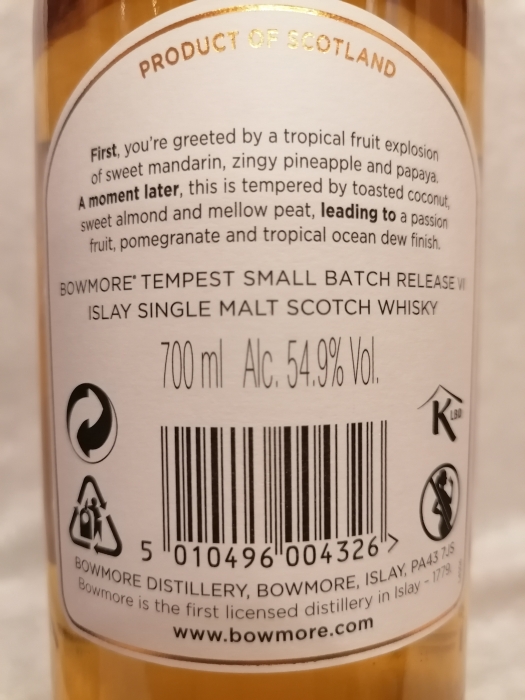 PRODUCT OF SCOTLAND
First, you're greeted by a tropical fruit explosion
of sweet mandarin, zingy pineapple and papaya.
A moment later, this is tempered by toasted coconut,
sweet almond and mellow peat, leading to a passion
fruit, pomegranate and tropical ocean dew finish.
BOWMORE® TEMPEST SMALL BATCH RELEASE VI
ISLAY SINGLE MALT SCOTCH WHISKY
700 ml Alc. 54.9% Vol.
K LBD
5 010496 004326 >
BOWMORE DISTILLERY, BOWMORE, ISLAY, PA43 7JS
Bowmore is the first licensed distillery in Islay - 1779.
www.bowmore.com